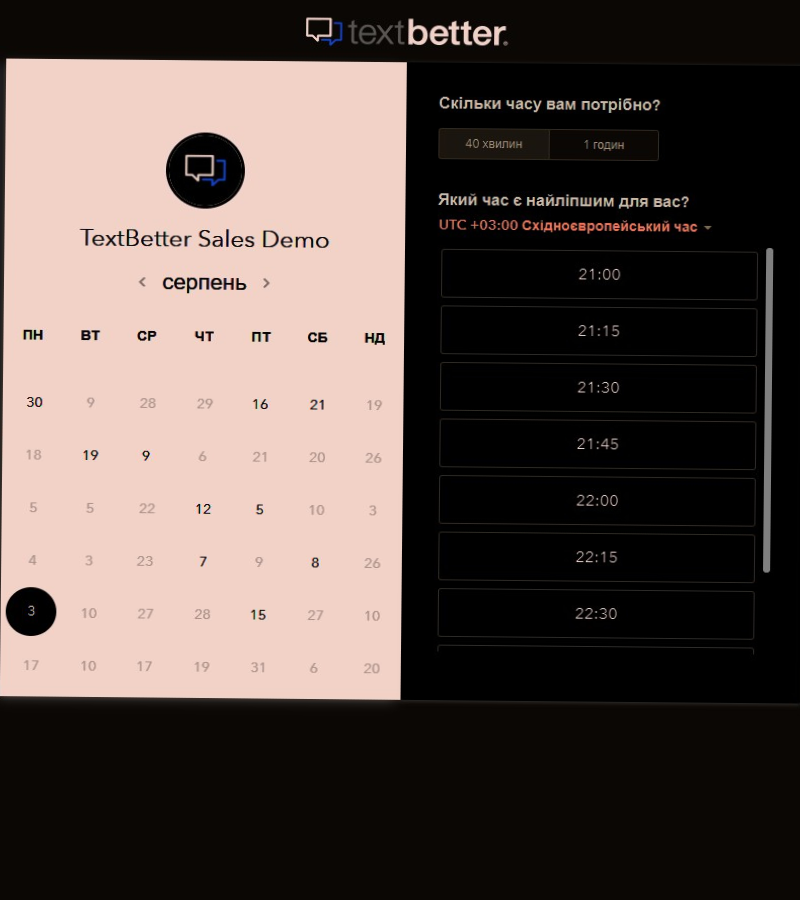 textbetter.
TextBetter Sales Demo
серпень
ПН ВТ СР ЧТ ПТ СБ НД
30 9 28 29 16 21 19
18 19 9 6 21 20 26
5 5 22 12 5 10 3
4 3 23 7 9 8 26
3 10 27 28 15 27 10
17 10 17 19 31 6 20
Скільки часу вам потрібно?
40 хвилин 1 годин
Який час є найліпшим для вас?
UTC +03:00 Східноєвропейський час
21:00
21:15
21:30
21:45
22:00
22:15
22:30